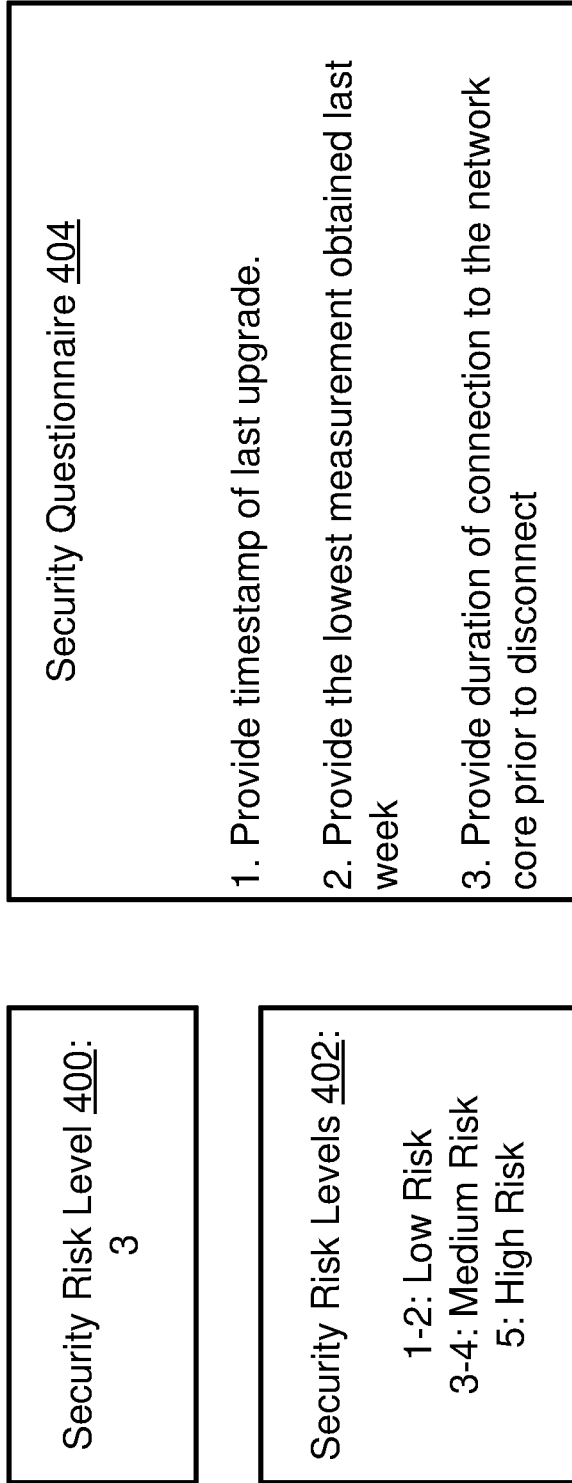 Security Risk Level 400:
3
Security Risk Levels 402:
1-2: Low Risk
3-4: Medium Risk
5: High Risk
Security Questionnaire 404
1. Provide timestamp of last upgrade.
2. Provide the lowest measurement obtained last
week
3. Provide duration of connection to the network
core prior to disconnect